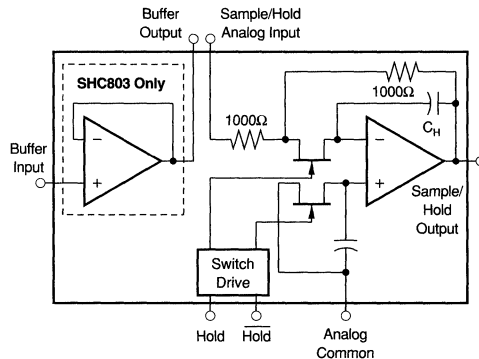 Buffer
Output
Sample/Hold
Analog Input
SHC803 Only
1000Ω
1000Ω
C_H
Buffer
Input
−
+
−
+
Sample/
Hold
Output
Switch
Drive
Hold
H̅o̅l̅d̅
Analog
Common